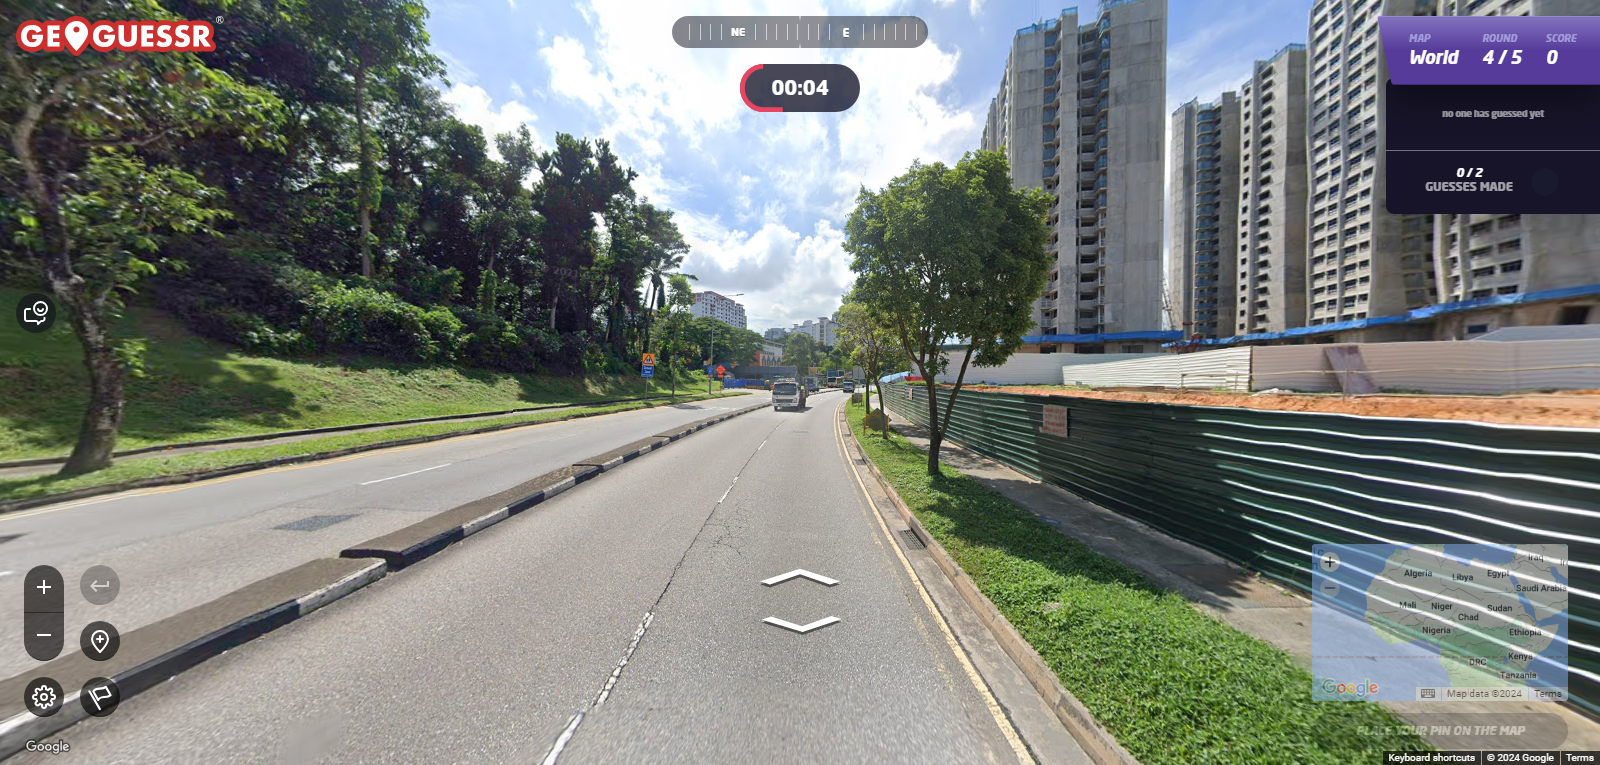 GEOGUESSR®
NE
E
00:04
MAP
World
ROUND
4 / 5
SCORE
0
no one has guessed yet
0 / 2
GUESSES MADE
Iraq
Algeria
Libya
Egypt
Saudi Arabia
Mali
Niger
Chad
Sudan
Nigeria
Ethiopia
DRC
Kenya
Tanzania
Google
Map data ©2024
Terms
PLACE YOUR PIN ON THE MAP
Google
Keyboard shortcuts
© 2024 Google
Terms